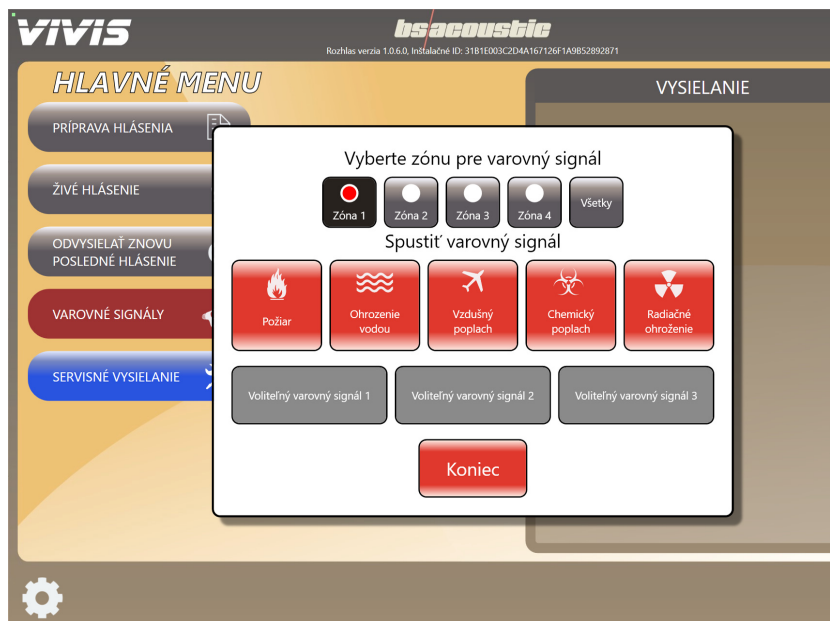 VIVIS
bsacoustic
Rozhlas verzia 1.0.6.0, Inštalačné ID: 3181E003C2D4A167126F1A9B52892871
HLAVNÉ MENU
VYSIELANIE
PRÍPRAVA HLÁSENIA
ŽIVÉ HLÁSENIE
ODVYSIELAŤ ZNOVU
POSLEDNÉ HLÁSENIE
VAROVNÉ SIGNÁLY
SERVISNÉ VYSIELANIE
Vyberte zónu pre varovný signál
Zóna 1
Zóna 2
Zóna 3
Zóna 4
Všetky
Spustiť varovný signál
Požiar
Ohrozenie
vodou
Vzdušný
poplach
Chemický
poplach
Radiačné
ohroženie
Voliteľný varovný signál 1
Voliteľný varovný signál 2
Voliteľný varovný signál 3
Koniec